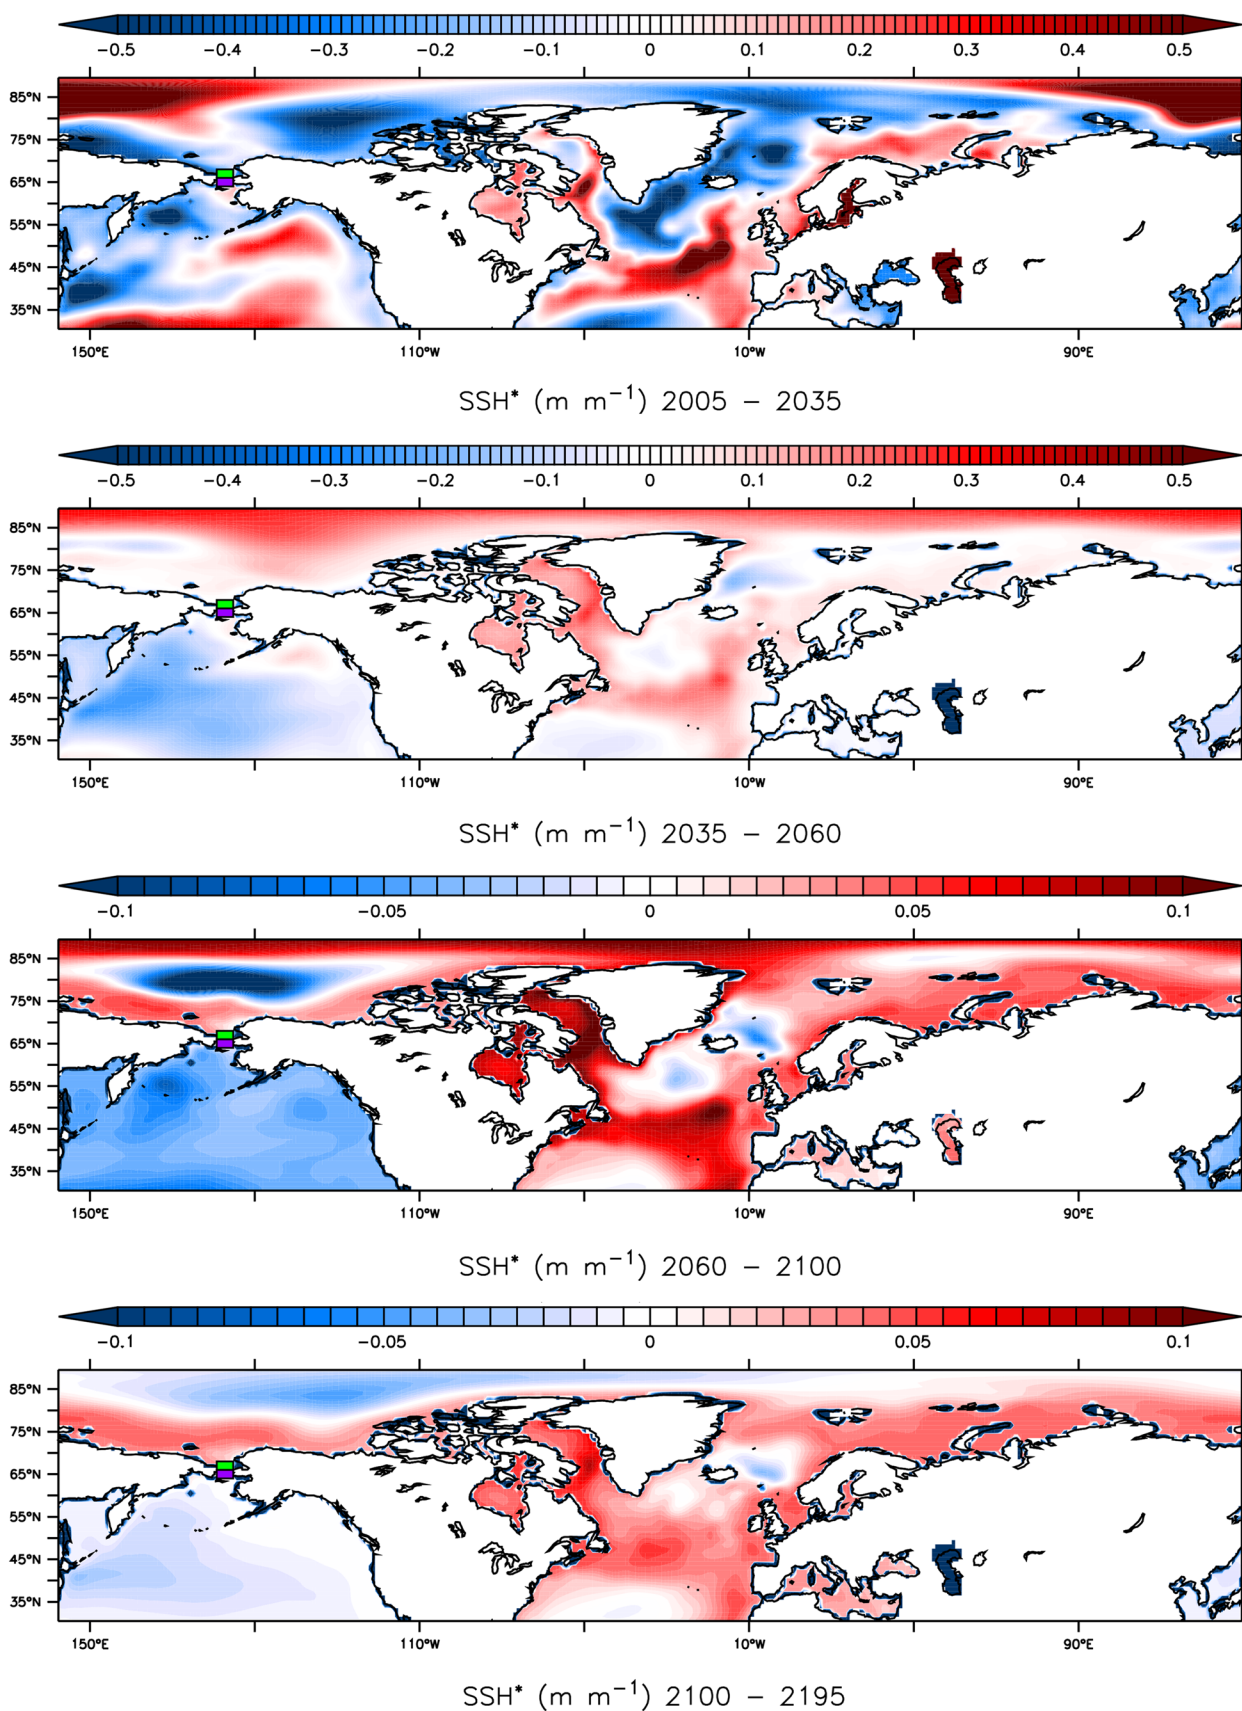 -0.5 -0.4 -0.3 -0.2 -0.1 0 0.1 0.2 0.3 0.4 0.5
85°N
75°N
65°N
55°N
45°N
35°N
150°E 110°W 10°W 90°E
SSH* (m m⁻¹) 2005 – 2035
-0.5 -0.4 -0.3 -0.2 -0.1 0 0.1 0.2 0.3 0.4 0.5
85°N
75°N
65°N
55°N
45°N
35°N
150°E 110°W 10°W 90°E
SSH* (m m⁻¹) 2035 – 2060
-0.1 -0.05 0 0.05 0.1
85°N
75°N
65°N
55°N
45°N
35°N
150°E 110°W 10°W 90°E
SSH* (m m⁻¹) 2060 – 2100
-0.1 -0.05 0 0.05 0.1
85°N
75°N
65°N
55°N
45°N
35°N
150°E 110°W 10°W 90°E
SSH* (m m⁻¹) 2100 – 2195